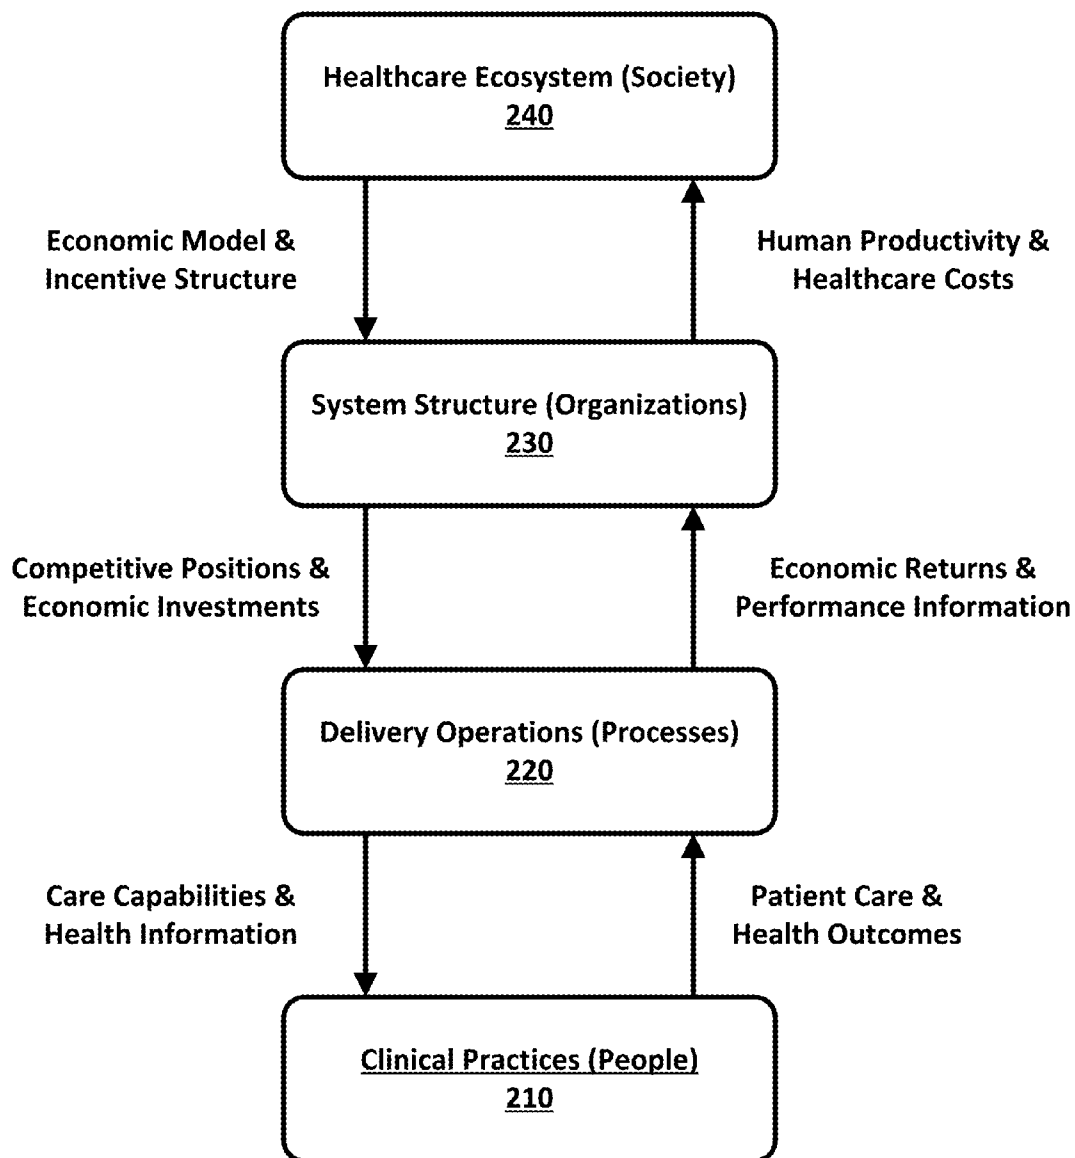 Healthcare Ecosystem (Society)
240
Economic Model &
Incentive Structure
Human Productivity &
Healthcare Costs
System Structure (Organizations)
230
Competitive Positions &
Economic Investments
Economic Returns &
Performance Information
Delivery Operations (Processes)
220
Care Capabilities &
Health Information
Patient Care &
Health Outcomes
Clinical Practices (People)
210